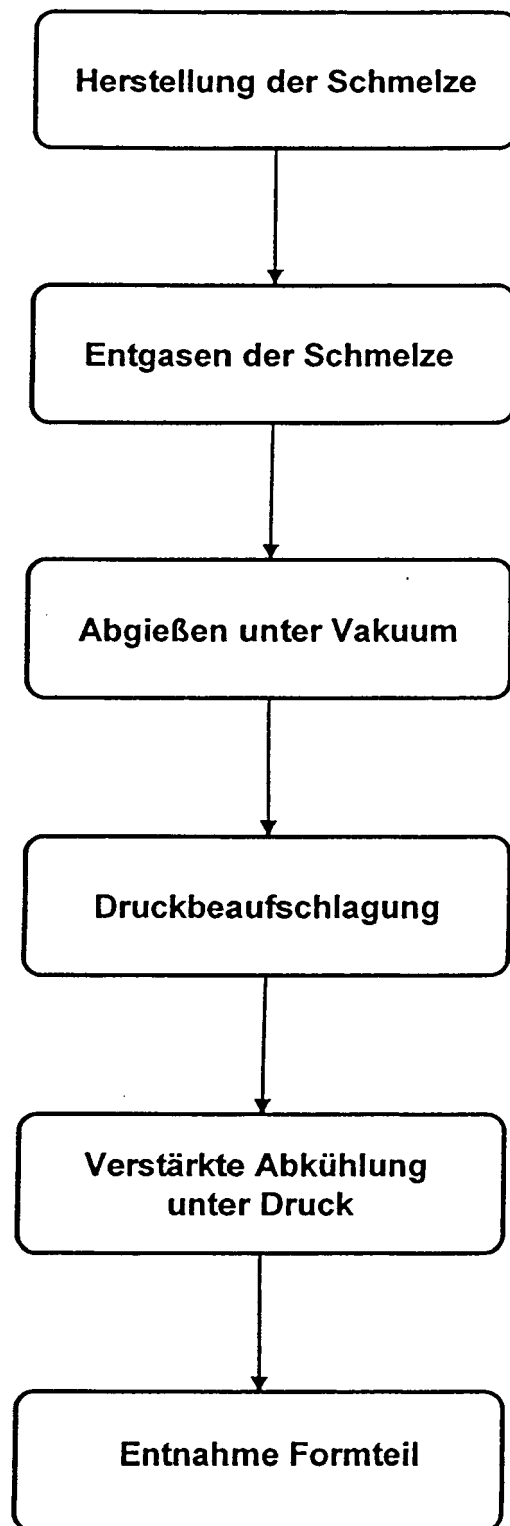 Herstellung der Schmelze
Entgasen der Schmelze
Abgießen unter Vakuum
Druckbeaufschlagung
Verstärkte Abkühlung
unter Druck
Entnahme Formteil